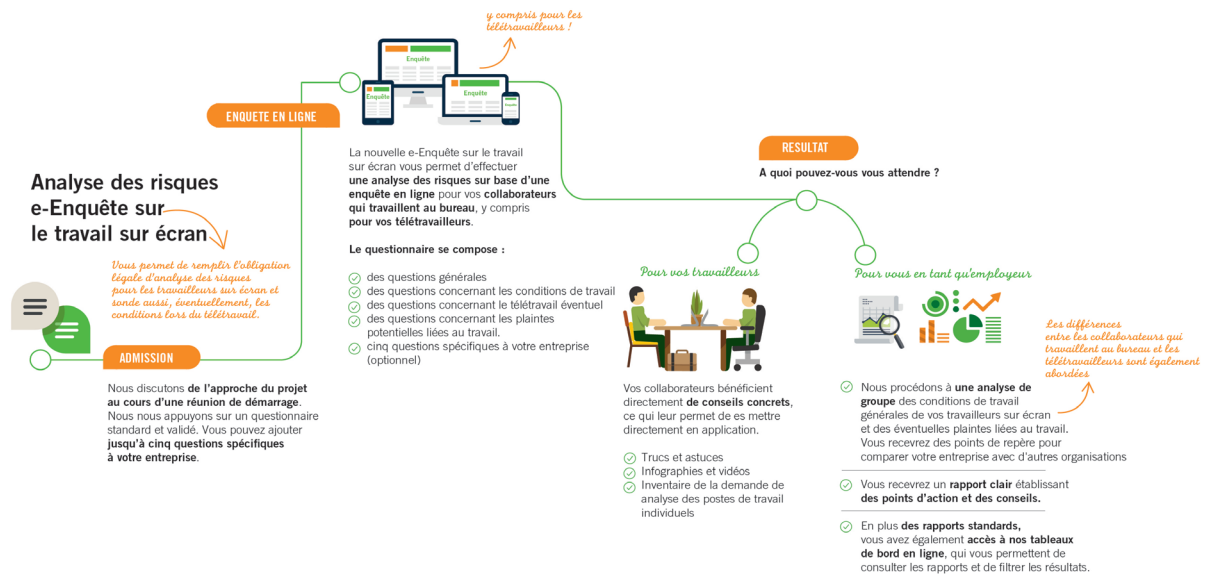 Analyse des risques
e-Enquête sur
le travail sur écran
Vous permet de remplir l'obligation
légale d'analyse des risques
pour les travailleurs sur écran et
sonde aussi, éventuellement, les
conditions lors du télétravail.
ADMISSION
Nous discutons de l'approche du projet
au cours d'une réunion de démarrage.
Nous nous appuyons sur un questionnaire
standard et validé. Vous pouvez ajouter
jusqu'à cinq questions spécifiques
à votre entreprise.
ENQUETE EN LIGNE
Enquête
Enquête
Enquête
Enquête
y compris pour les
télétravailleurs !
La nouvelle e-Enquête sur le travail
sur écran vous permet d'effectuer
une analyse des risques sur base d'une
enquête en ligne pour vos collaborateurs
qui travaillent au bureau, y compris
pour vos télétravailleurs.
Le questionnaire se compose :
des questions générales
des questions concernant les conditions de travail
des questions concernant le télétravail éventuel
des questions concernant les plaintes
potentielles liées au travail.
cinq questions spécifiques à votre entreprise
(optionnel)
RESULTAT
A quoi pouvez-vous vous attendre ?
Pour vos travailleurs
Vos collaborateurs bénéficient
directement de conseils concrets,
ce qui leur permet de es mettre
directement en application.
Trucs et astuces
Infographies et vidéos
Inventaire de la demande de
analyse des postes de travail
individuels
Pour vous en tant qu'employeur
Les différences
entre les collaborateurs qui
travaillent au bureau et les
télétravailleurs sont également
abordées
Nous procédons à une analyse de
groupe des conditions de travail
générales de vos travailleurs sur écran
et des éventuelles plaintes liées au travail.
Vous recevrez des points de repère pour
comparer votre entreprise avec d'autres organisations
Vous recevrez un rapport clair établissant
des points d'action et des conseils.
En plus des rapports standards,
vous avez également accès à nos tableaux
de bord en ligne, qui vous permettent de
consulter les rapports et de filtrer les résultats.